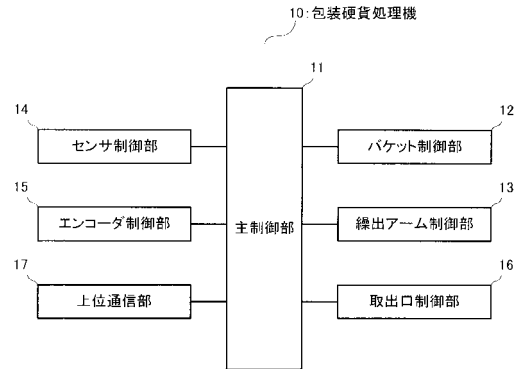 10:包装硬貨処理機
11
14
センサ制御部
12
バケット制御部
15
エンコーダ制御部
主制御部
13
繰出アーム制御部
17
上位通信部
16
取出口制御部